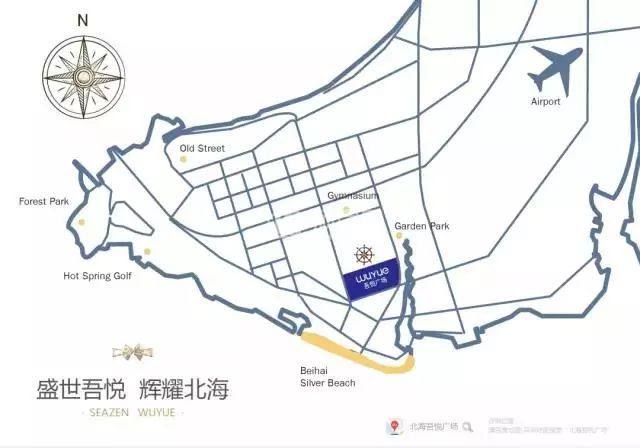 N
Airport
Old Street
Gymnasium
Forest Park
Garden Park
Hot Spring Golf
wuyue
吾悦广场
Beihai
Silver Beach
盛世吾悦 辉耀北海
· SEAZEN WUYUE ·
北海吾悦广场